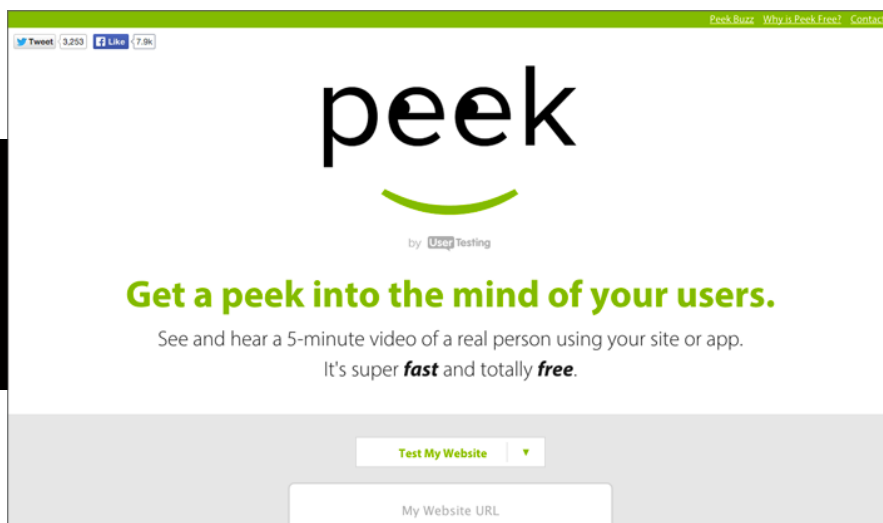 Peek Buzz Why is Peek Free? Contact
Tweet 3,253 Like 7.9k
peek
by UserTesting
Get a peek into the mind of your users.
See and hear a 5-minute video of a real person using your site or app.
It's super fast and totally free.
Test My Website ▼
My Website URL